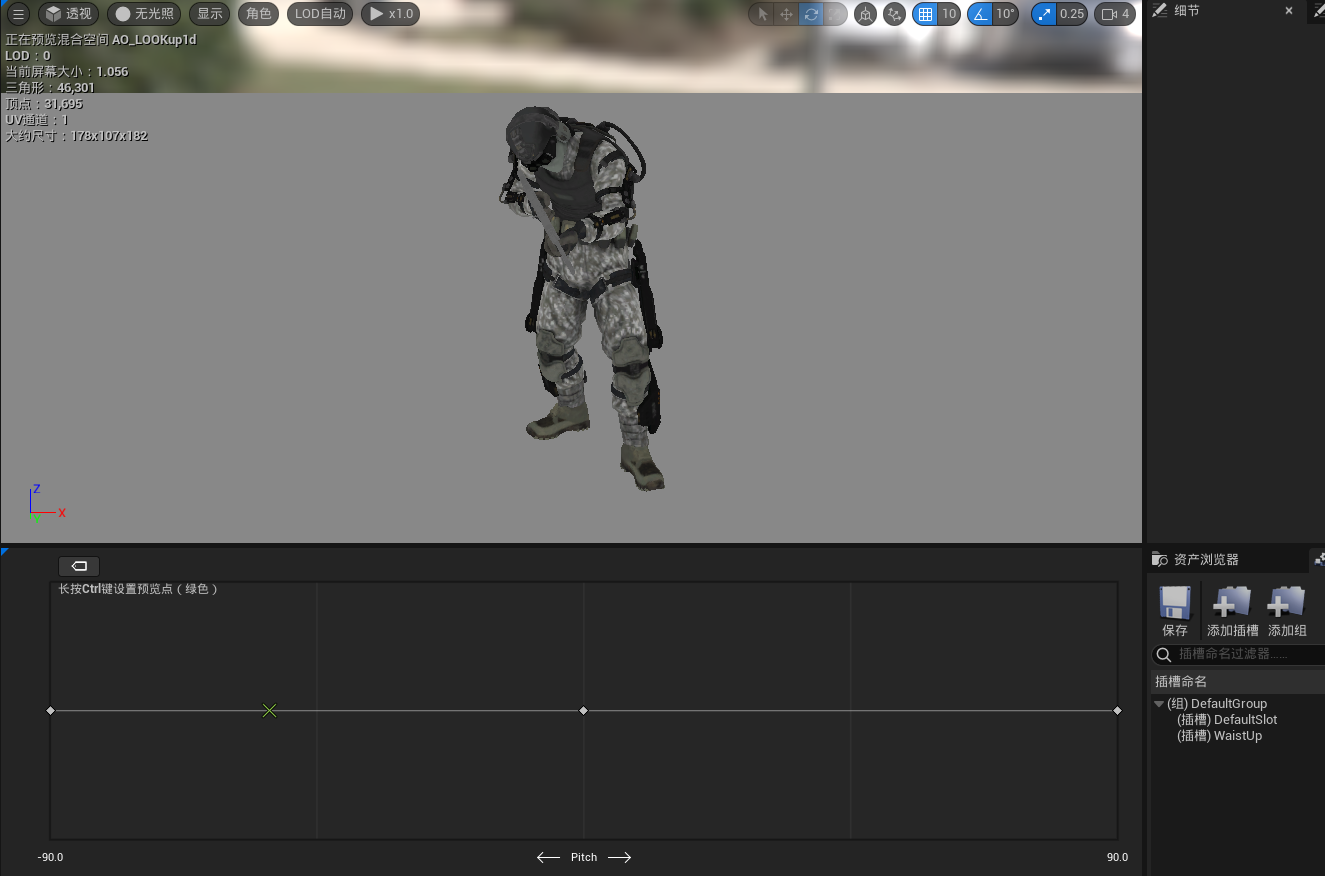 透视 无光照 显示 角色 LOD自动 x1.0 10 10° 0.25 4
细节
正在预览混合空间 AO_LOOKup1d
LOD：0
当前屏幕大小：1.056
三角形：46,301
顶点：31,695
UV通道：1
大约尺寸：178x107x182
Z
X
长按Ctrl键设置预览点（绿色）
-90.0
Pitch
90.0
资产浏览器
保存 添加插槽 添加组
插槽命名过滤器......
插槽命名
(组) DefaultGroup
(插槽) DefaultSlot
(插槽) WaistUp